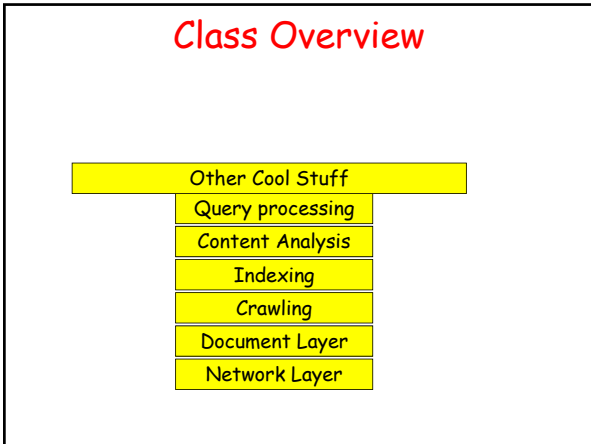 Class Overview
Other Cool Stuff
Query processing
Content Analysis
Indexing
Crawling
Document Layer
Network Layer